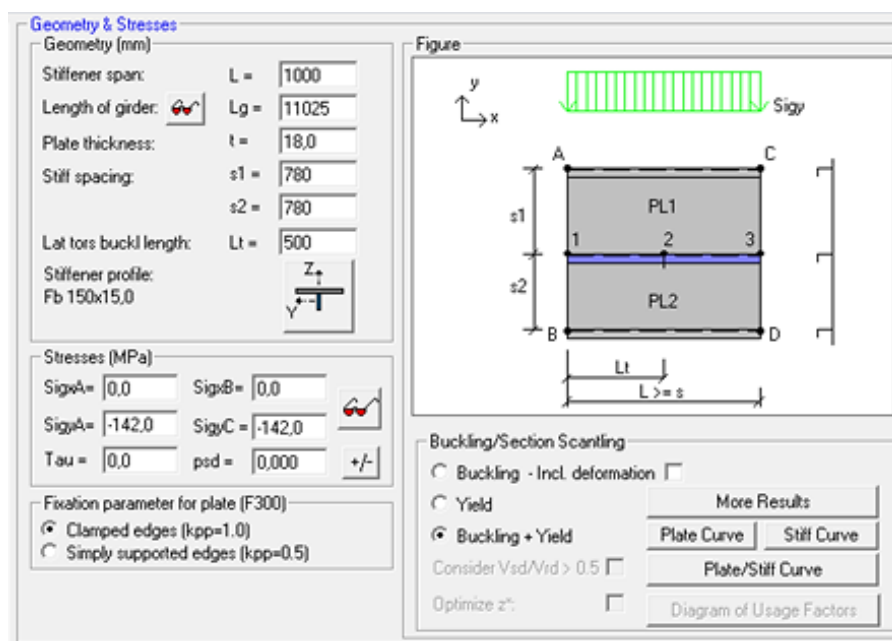 Geometry & Stresses
Geometry (mm)
Stiffener span: L = 1000
Length of girder: Lg = 11025
Plate thickness: t = 18,0
Stiff spacing: s1 = 780
s2 = 780
Lat tors buckl length: Lt = 500
Stiffener profile:
Fb 150x15,0
Z
Y
Stresses (MPa)
SigxA= 0,0 SigxB= 0,0
SigyA= -142,0 SigyC = -142,0
Tau = 0,0 psd = 0,000 +/-
Fixation parameter for plate (F300)
Clamped edges (kpp=1.0)
Simply supported edges (kpp=0.5)
Figure
y
x
Sigy
A C
s1 PL1
1 2 3
s2 PL2
B D
Lt
L >= s
Buckling/Section Scantling
Buckling - Incl. deformation
Yield More Results
Buckling + Yield Plate Curve Stiff Curve
Consider Vsd/Vrd > 0.5 Plate/Stiff Curve
Optimize z*: Diagram of Usage Factors